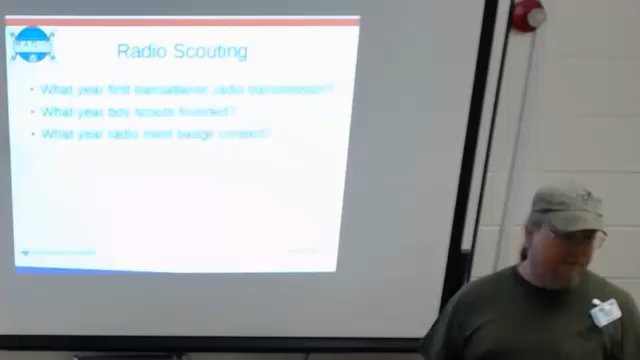 Radio Scouting
• What year first transatlantic radio transmission?
• What year boy scouts founded?
• What year radio merit badge created?